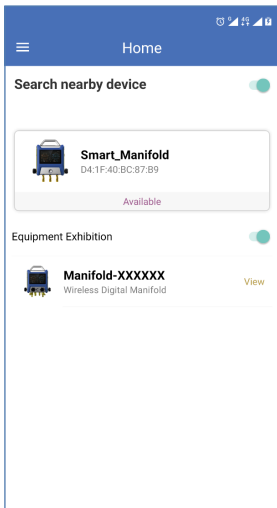 Home
Search nearby device
Smart_Manifold
D4:1F:40:BC:87:B9
Available
Equipment Exhibition
Manifold-XXXXXX
Wireless Digital Manifold
View